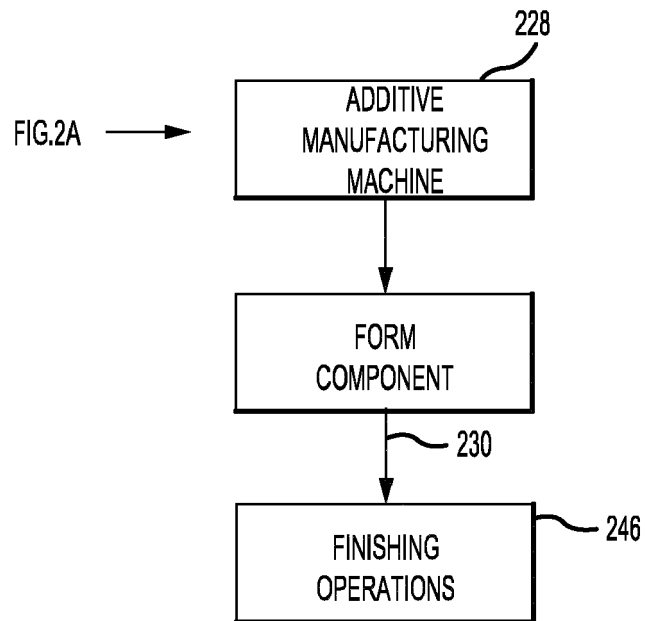 228
FIG.2A
ADDITIVE
MANUFACTURING
MACHINE
FORM
COMPONENT
230
246
FINISHING
OPERATIONS